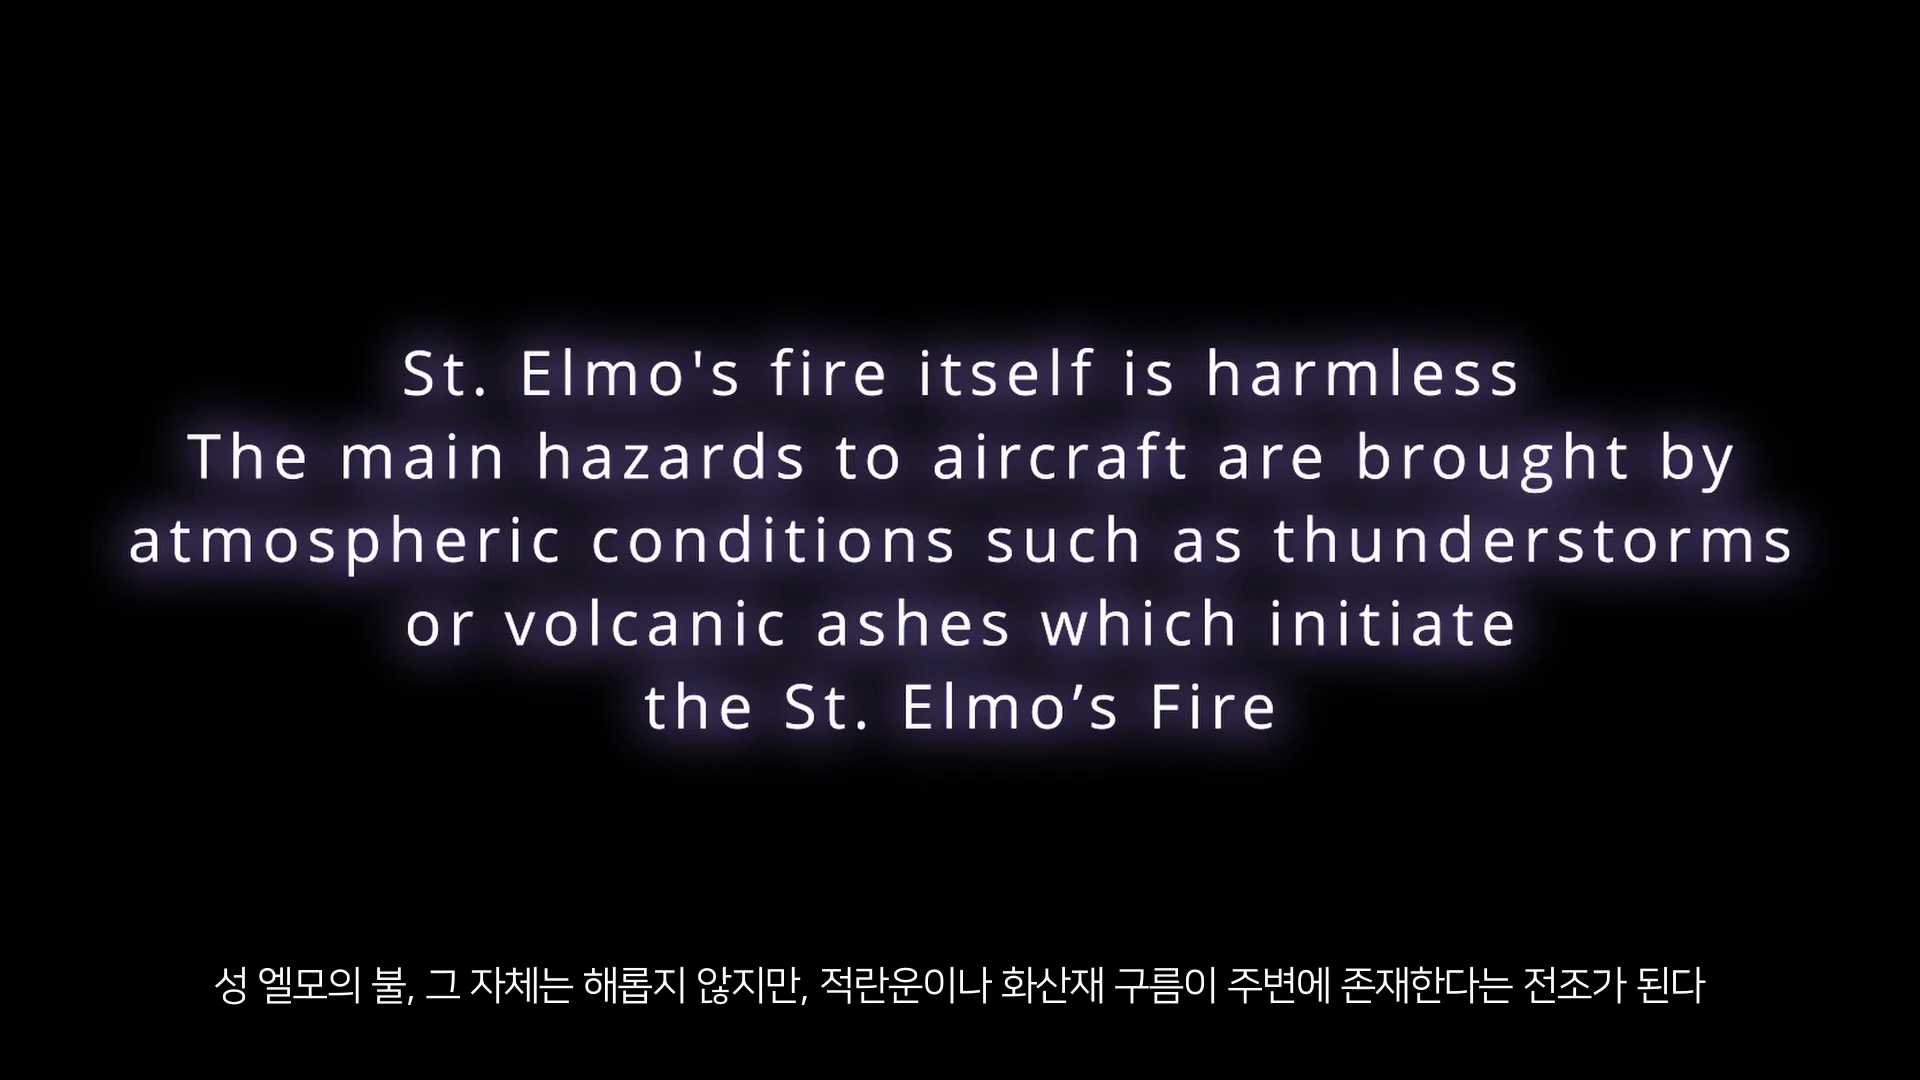 St. Elmo's fire itself is harmless
The main hazards to aircraft are brought by
atmospheric conditions such as thunderstorms
or volcanic ashes which initiate
the St. Elmo’s Fire
성 엘모의 불, 그 자체는 해롭지 않지만, 적란운이나 화산재 구름이 주변에 존재한다는 전조가 된다